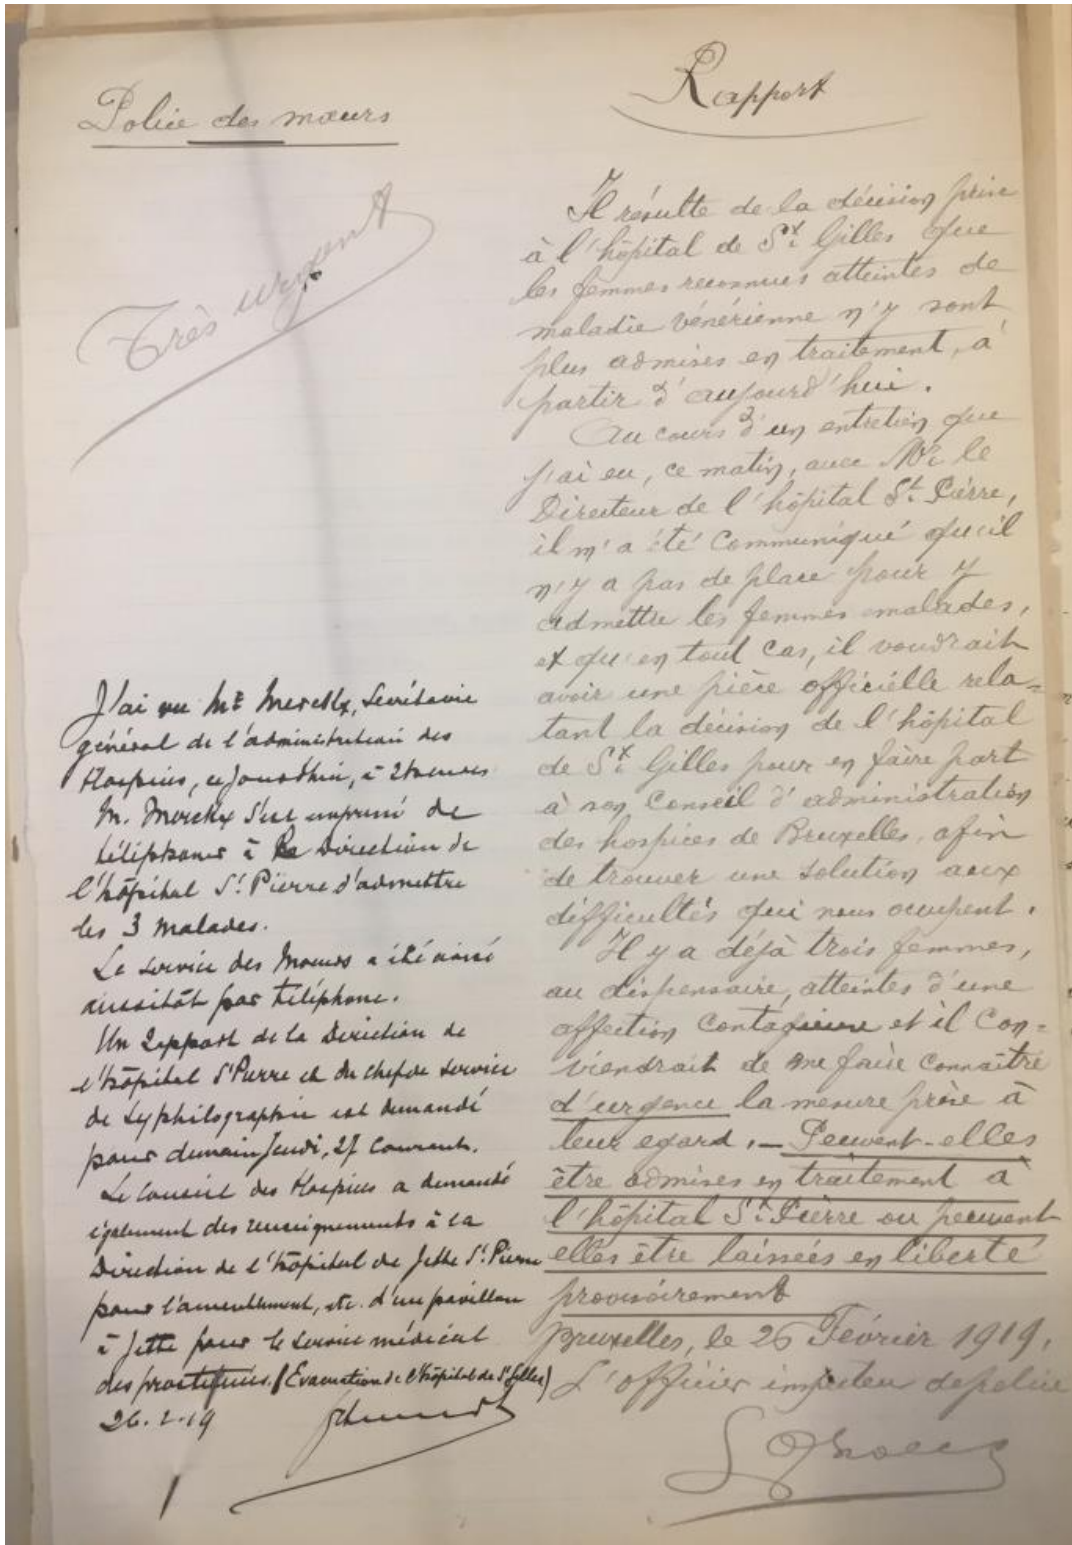 Police des mœurs
Très urgent
Rapport
Il résulte de la décision prise
à l'hôpital de St. Gilles que
les femmes reconnues atteintes de
maladie vénérienne n'y sont
plus admises en traitement, à
partir d'aujourd'hui.
Au cours d'un entretien que
j'ai eu, ce matin, avec Mr. le
Directeur de l'hôpital St. Pierre,
il m'a été communiqué qu'il
n'y a pas de place pour y
admettre les femmes malades,
et qu'en tout cas, il voudrait
avoir une pièce officielle rela=
tant la décision de l'hôpital
de St. Gilles pour en faire part
à son Conseil d'administration
des hospices de Bruxelles, afin
de trouver une solution aux
difficultés qui nous occupent.
Il y a déjà trois femmes,
au dispensaire, atteintes d'une
affection contagieuse et il con=
viendrait de me faire connaître
d'urgence la mesure prise à
leur egard. — Peuvent-elles
être admises en traitement à
l'hôpital St. Pierre ou peuvent
elles être laissées en liberté
provisoirement
Bruxelles, le 26 Février 1919.
L'officier inspecteur de police
J'ai vu Mr Merckx, Secrétaire
général de l'administration des
Hospices, à 2 heures
M. Merckx s'est empressé de
téléphoner à la Direction de
l'hôpital St. Pierre d'admettre
les 3 malades.
Le service des Mœurs a été avisé
aussitôt par téléphone.
Un Rapport de la Direction de
l'hôpital St Pierre et du chef de service
de Syphilographie est demandé
pour demain jeudi, 27 courant.
Le Conseil des Hospices a demandé
également des renseignements à la
Direction de l'hôpital de Jette St. Pierre
pour l'ameublement, etc. d'un pavillon
à Jette pour le service médical
des prostituées. (Evacuation de l'hôpital de St Gilles)
26-2-19